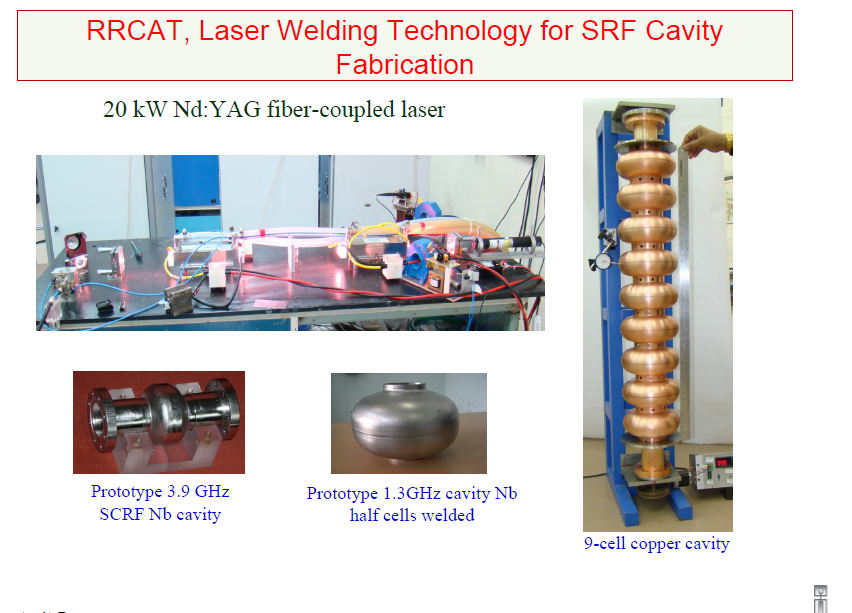 RRCAT, Laser Welding Technology for SRF Cavity
Fabrication
20 kW Nd:YAG fiber-coupled laser
Prototype 3.9 GHz
SCRF Nb cavity
Prototype 1.3GHz cavity Nb
half cells welded
9-cell copper cavity